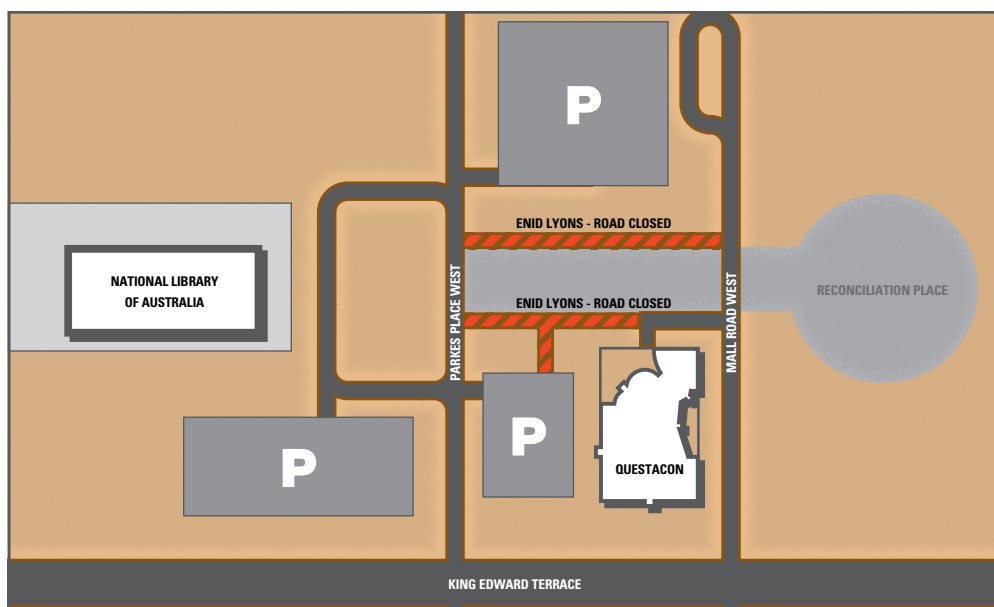 P
ENID LYONS - ROAD CLOSED
NATIONAL LIBRARY
OF AUSTRALIA
PARKES PLACE WEST
MALL ROAD WEST
RECONCILIATION PLACE
ENID LYONS - ROAD CLOSED
P
P
QUESTACON
KING EDWARD TERRACE